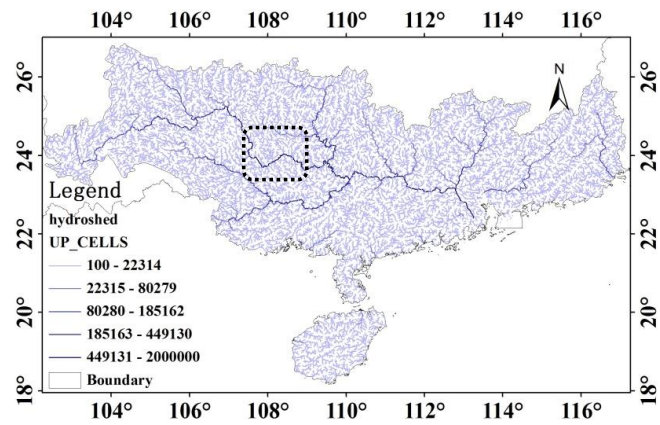 104° 106° 108° 110° 112° 114° 116°
26° 26°
N
24° 24°
Legend
hydroshed
22° 22°
UP_CELLS
100 - 22314
22315 - 80279
20° 20°
80280 - 185162
185163 - 449130
449131 - 2000000
Boundary
18° 18°
104° 106° 108° 110° 112° 114° 116°